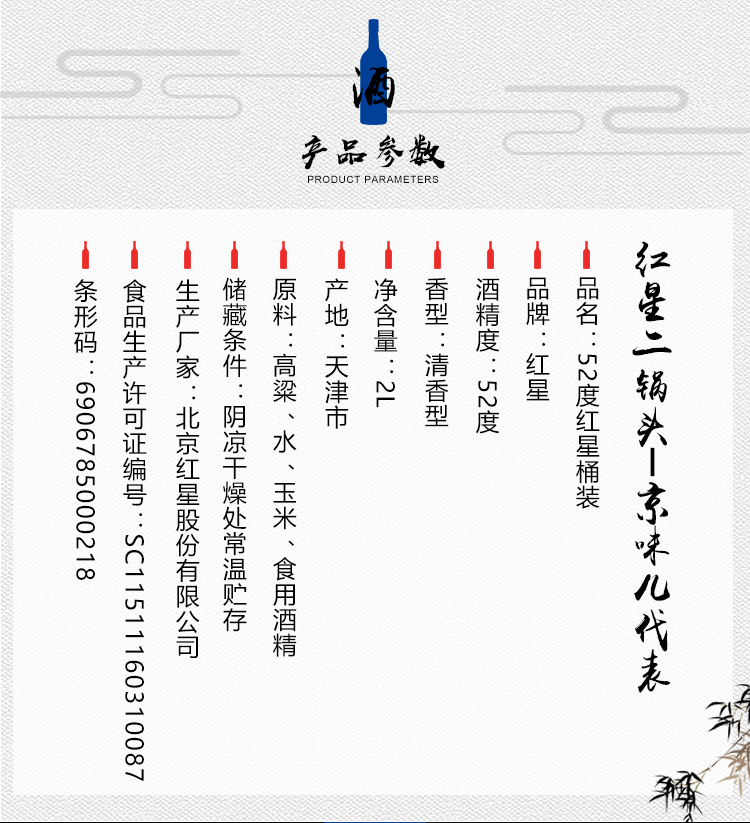 酒
产品参数
PRODUCT PARAMETERS
红星二锅头—京味儿代表
品名：52度红星桶装
品牌：红星
酒精度：52度
香型：清香型
净含量：2L
产地：天津市
原料：高粱、水、玉米、食用酒精
储藏条件：阴凉干燥处常温贮存
生产厂家：北京红星股份有限公司
食品生产许可证编号：SC11511160310087
条形码：6906785000218